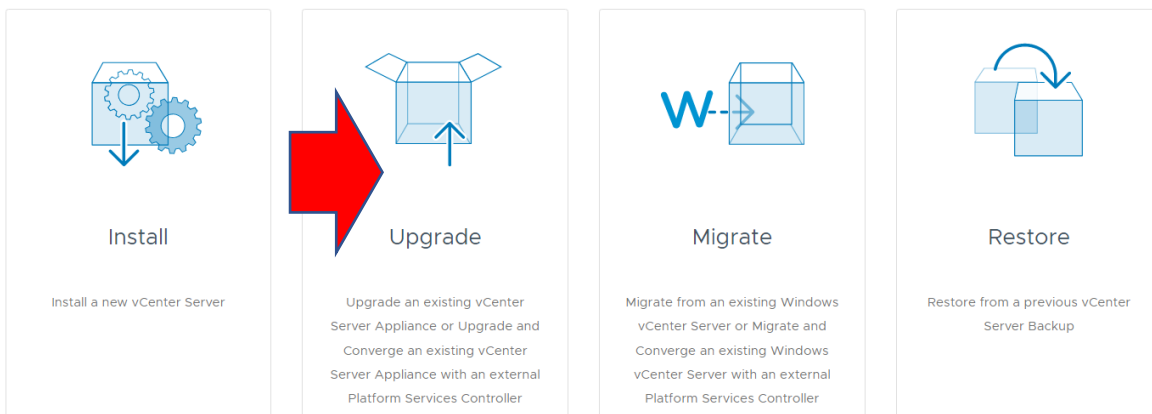 W
Install
Install a new vCenter Server
Upgrade
Upgrade an existing vCenter
Server Appliance or Upgrade and
Converge an existing vCenter
Server Appliance with an external
Platform Services Controller
Migrate
Migrate from an existing Windows
vCenter Server or Migrate and
Converge an existing Windows
vCenter Server with an external
Platform Services Controller
Restore
Restore from a previous vCenter
Server Backup